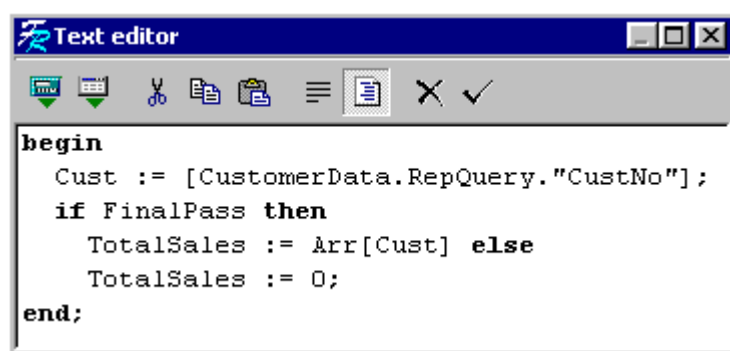 Text editor
begin
  Cust := [CustomerData.RepQuery."CustNo"];
  if FinalPass then
    TotalSales := Arr[Cust] else
    TotalSales := 0;
end;